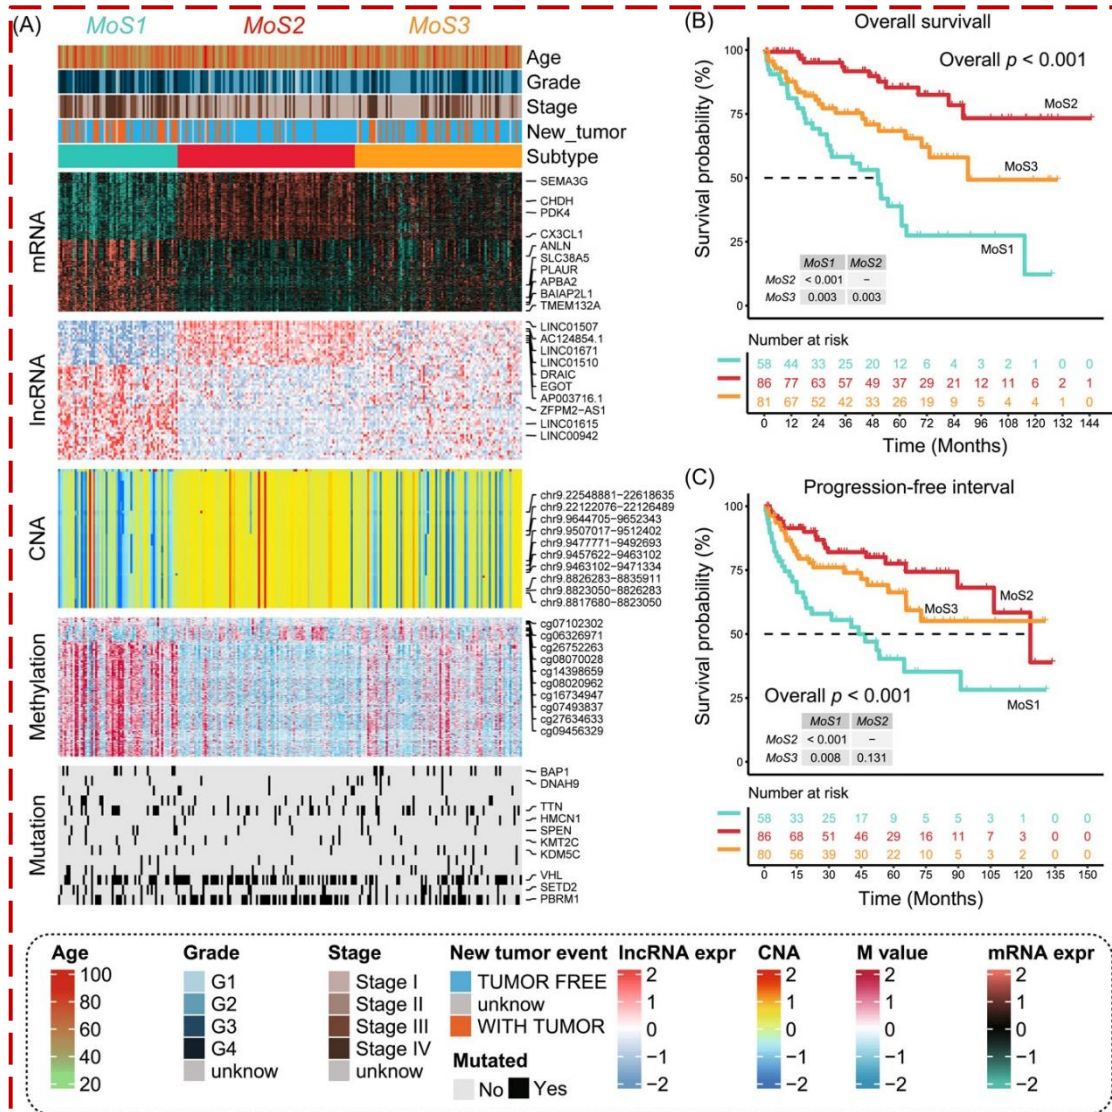 (A)
MoS1 MoS2 MoS3
Age
Grade
Stage
New_tumor
Subtype
mRNA
SEMA3G
CHDH
PDK4
CX3CL1
ANLN
SLC38A5
PLAUR
APBA2
BAIAP2L1
TMEM132A
lncRNA
LINC01507
AC124854.1
LINC01671
LINC01510
DRAIC
EGOT
AP003716.1
ZFPM2-AS1
LINC01615
LINC00942
CNA
chr9.22548881-22618635
chr9.22122076-22126489
chr9.9644705-9652343
chr9.9507017-9512402
chr9.9477771-9492693
chr9.9457622-9463102
chr9.9463102-9471334
chr9.8826283-8835911
chr9.8823050-8826283
chr9.8817680-8823050
Methylation
cg07102302
cg06326971
cg26752263
cg08070028
cg14398659
cg08020962
cg16734947
cg07493837
cg27634633
cg09456329
Mutation
BAP1
DNAH9
TTN
HMCN1
SPEN
KMT2C
KDM5C
VHL
SETD2
PBRM1
(B)
Overall survivall
Overall p < 0.001
Survival probability (%)
100
75
50
25
0
MoS2
MoS3
MoS1
MoS1 MoS2
MoS2 < 0.001 –
MoS3 0.003 0.003
Number at risk
58 44 33 25 20 12 6 4 3 2 1 0 0
86 77 63 57 49 37 29 21 12 11 6 2 1
81 67 52 42 33 26 19 9 5 4 4 1 0
0 12 24 36 48 60 72 84 96 108 120 132 144
Time (Months)
(C)
Progression-free interval
Survival probability (%)
100
75
50
25
0
MoS2
MoS3
MoS1
Overall p < 0.001
MoS1 MoS2
MoS2 < 0.001 –
MoS3 0.008 0.131
Number at risk
58 33 25 17 9 5 5 3 1 0 0
86 68 51 46 29 16 11 7 3 0 0
80 56 39 30 22 10 5 3 2 0 0
0 15 30 45 60 75 90 105 120 135 150
Time (Months)
Age
100
80
60
40
20
Grade
G1
G2
G3
G4
unknow
Stage
Stage I
Stage II
Stage III
Stage IV
unknow
New tumor event
TUMOR FREE
unknow
WITH TUMOR
Mutated
No Yes
lncRNA expr
2
1
0
−1
−2
CNA
2
1
0
−1
−2
M value
2
1
0
−1
−2
mRNA expr
2
1
0
−1
−2